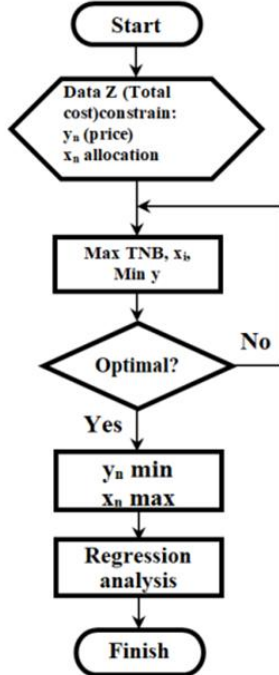 Start
Data Z (Total
cost)constrain:
yₙ (price)
xₙ allocation
Max TNB, xᵢ,
Min y
Optimal?
No
Yes
yₙ min
xₙ max
Regression
analysis
Finish